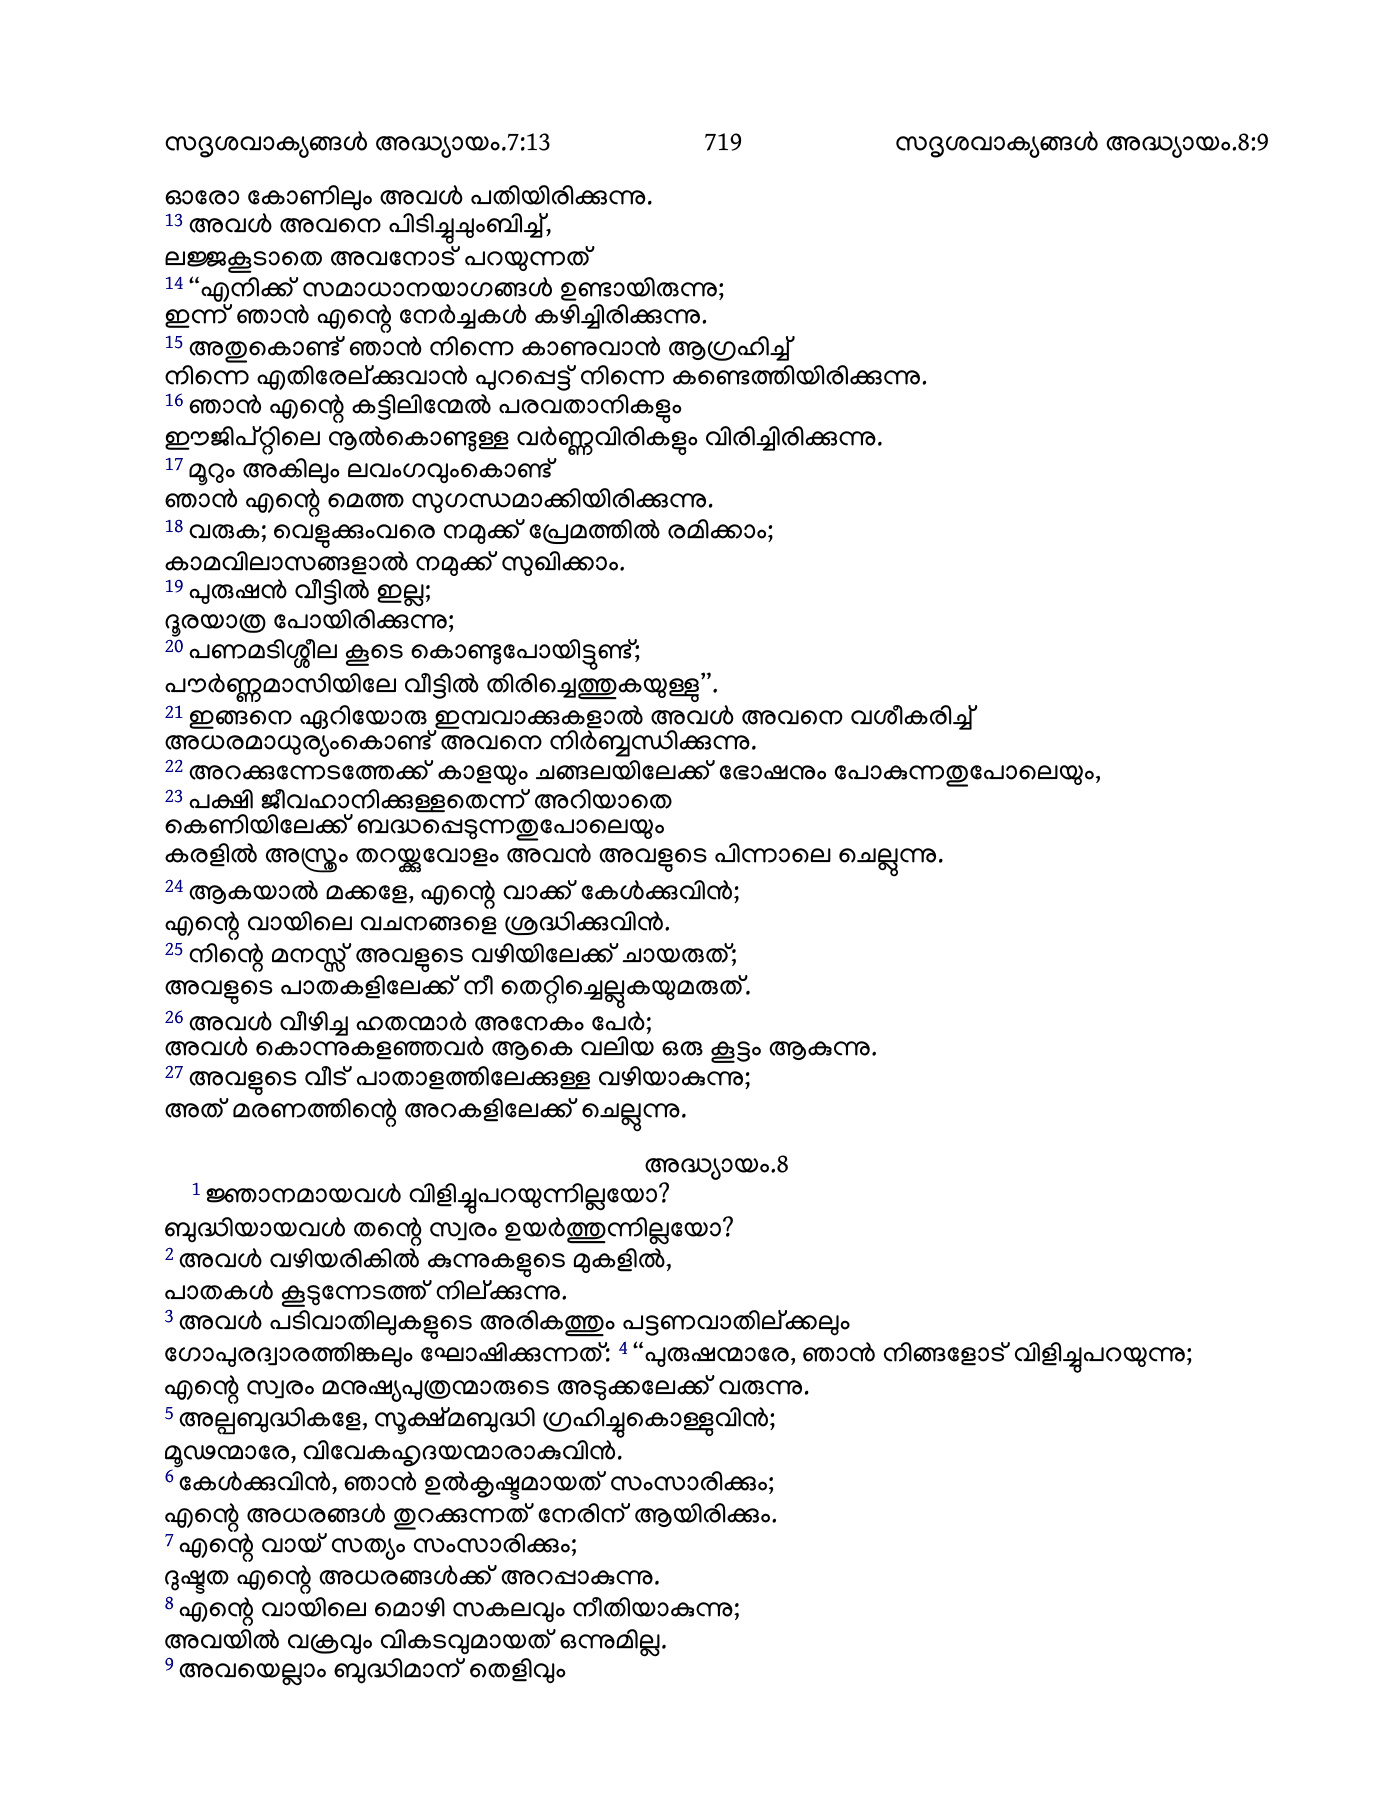 സദൃശവാക്യങ്ങൾ അദ്ധ്യായം.7:13 719 സദൃശവാക്യങ്ങൾ അദ്ധ്യായം.8:9
ഓരോ കോണിലും അവൾ പതിയിരിക്കുന്നു.
13 അവൾ അവനെ പിടിച്ചുചുംബിച്ച്,
ലജ്ജകൂടാതെ അവനോട് പറയുന്നത്
14 “എനിക്ക് സമാധാനയാഗങ്ങൾ ഉണ്ടായിരുന്നു;
ഇന്ന് ഞാൻ എന്റെ നേർച്ചകൾ കഴിച്ചിരിക്കുന്നു.
15 അതുകൊണ്ട് ഞാൻ നിന്നെ കാണുവാൻ ആഗ്രഹിച്ച്
നിന്നെ എതിരേല്ക്കുവാൻ പുറപ്പെട്ട് നിന്നെ കണ്ടെത്തിയിരിക്കുന്നു.
16 ഞാൻ എന്റെ കട്ടിലിന്മേൽ പരവതാനികളും
ഈജിപ്റ്റിലെ നൂൽകൊണ്ടുള്ള വർണ്ണവിരികളും വിരിച്ചിരിക്കുന്നു.
17 മൂറും അകിലും ലവംഗവുംകൊണ്ട്
ഞാൻ എന്റെ മെത്ത സുഗന്ധമാക്കിയിരിക്കുന്നു.
18 വരുക; വെളുക്കുംവരെ നമുക്ക് പ്രേമത്തിൽ രമിക്കാം;
കാമവിലാസങ്ങളാൽ നമുക്ക് സുഖിക്കാം.
19 പുരുഷൻ വീട്ടിൽ ഇല്ല;
ദൂരയാത്ര പോയിരിക്കുന്നു;
20 പണമടിശ്ശീല കൂടെ കൊണ്ടുപോയിട്ടുണ്ട്;
പൗർണ്ണമാസിയിലേ വീട്ടിൽ തിരിച്ചെത്തുകയുള്ളു”.
21 ഇങ്ങനെ ഏറിയോരു ഇമ്പവാക്കുകളാൽ അവൾ അവനെ വശീകരിച്ച്
അധരമാധുര്യംകൊണ്ട് അവനെ നിർബ്ബന്ധിക്കുന്നു.
22 അറക്കുന്നേടത്തേക്ക് കാളയും ചങ്ങലയിലേക്ക് ഭോഷനും പോകുന്നതുപോലെയും,
23 പക്ഷി ജീവഹാനിക്കുള്ളതെന്ന് അറിയാതെ
കെണിയിലേക്ക് ബദ്ധപ്പെടുന്നതുപോലെയും
കരളിൽ അസ്ത്രം തറയ്ക്കുവോളം അവൻ അവളുടെ പിന്നാലെ ചെല്ലുന്നു.
24 ആകയാൽ മക്കളേ, എന്റെ വാക്ക് കേൾക്കുവിൻ;
എന്റെ വായിലെ വചനങ്ങളെ ശ്രദ്ധിക്കുവിൻ.
25 നിന്റെ മനസ്സ് അവളുടെ വഴിയിലേക്ക് ചായരുത്;
അവളുടെ പാതകളിലേക്ക് നീ തെറ്റിച്ചെല്ലുകയുമരുത്.
26 അവൾ വീഴിച്ച ഹതന്മാർ അനേകം പേർ;
അവൾ കൊന്നുകളഞ്ഞവർ ആകെ വലിയ ഒരു കൂട്ടം ആകുന്നു.
27 അവളുടെ വീട് പാതാളത്തിലേക്കുള്ള വഴിയാകുന്നു;
അത് മരണത്തിന്റെ അറകളിലേക്ക് ചെല്ലുന്നു.
അദ്ധ്യായം.8
1 ജ്ഞാനമായവൾ വിളിച്ചുപറയുന്നില്ലയോ?
ബുദ്ധിയായവൾ തന്റെ സ്വരം ഉയർത്തുന്നില്ലയോ?
2 അവൾ വഴിയരികിൽ കുന്നുകളുടെ മുകളിൽ,
പാതകൾ കൂടുന്നേടത്ത് നില്ക്കുന്നു.
3 അവൾ പടിവാതിലുകളുടെ അരികത്തും പട്ടണവാതില്ക്കലും
ഗോപുരദ്വാരത്തിങ്കലും ഘോഷിക്കുന്നത്: 4 “പുരുഷന്മാരേ, ഞാൻ നിങ്ങളോട് വിളിച്ചുപറയുന്നു;
എന്റെ സ്വരം മനുഷ്യപുത്രന്മാരുടെ അടുക്കലേക്ക് വരുന്നു.
5 അല്പബുദ്ധികളേ, സൂക്ഷ്മബുദ്ധി ഗ്രഹിച്ചുകൊള്ളുവിൻ;
മൂഢന്മാരേ, വിവേകഹൃദയന്മാരാകുവിൻ.
6 കേൾക്കുവിൻ, ഞാൻ ഉൽകൃഷ്ടമായത് സംസാരിക്കും;
എന്റെ അധരങ്ങൾ തുറക്കുന്നത് നേരിന് ആയിരിക്കും.
7 എന്റെ വായ് സത്യം സംസാരിക്കും;
ദുഷ്ടത എന്റെ അധരങ്ങൾക്ക് അറപ്പാകുന്നു.
8 എന്റെ വായിലെ മൊഴി സകലവും നീതിയാകുന്നു;
അവയിൽ വക്രവും വികടവുമായത് ഒന്നുമില്ല.
9 അവയെല്ലാം ബുദ്ധിമാന് തെളിവും